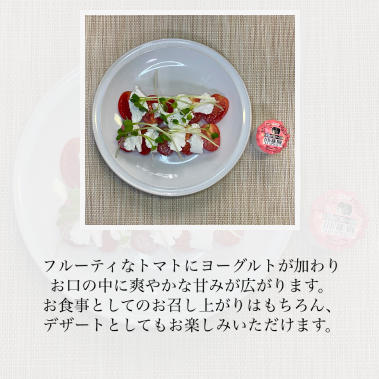 フルーティなトマトにヨーグルトが加わり
お口の中に爽やかな甘みが広がります。
お食事としてのお召し上がりはもちろん、
デザートとしてもお楽しみいただけます。